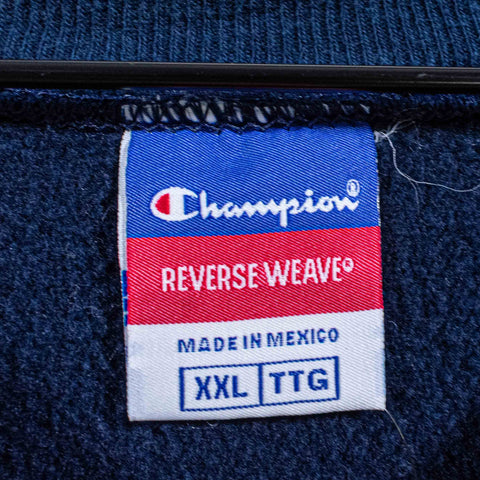 Champion®
REVERSE WEAVE®
MADE IN MEXICO
XXL TTG